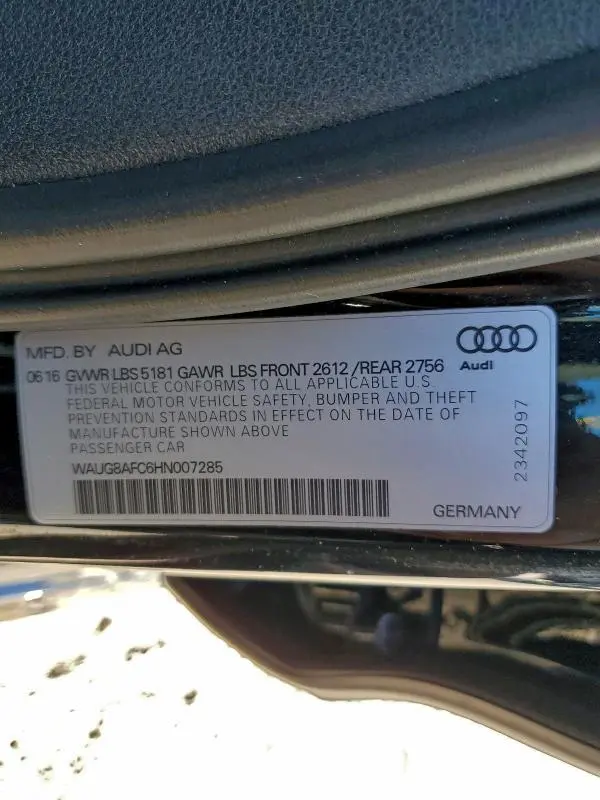 MFD. BY AUDI AG
Audi
06 16 GVWR LBS 5181 GAWR LBS FRONT 2612 /REAR 2756
THIS VEHICLE CONFORMS TO ALL APPLICABLE U.S.
FEDERAL MOTOR VEHICLE SAFETY, BUMPER AND THEFT
PREVENTION STANDARDS IN EFFECT ON THE DATE OF
MANUFACTURE SHOWN ABOVE
PASSENGER CAR
WAUG8AFC6HN007285
2342097
GERMANY